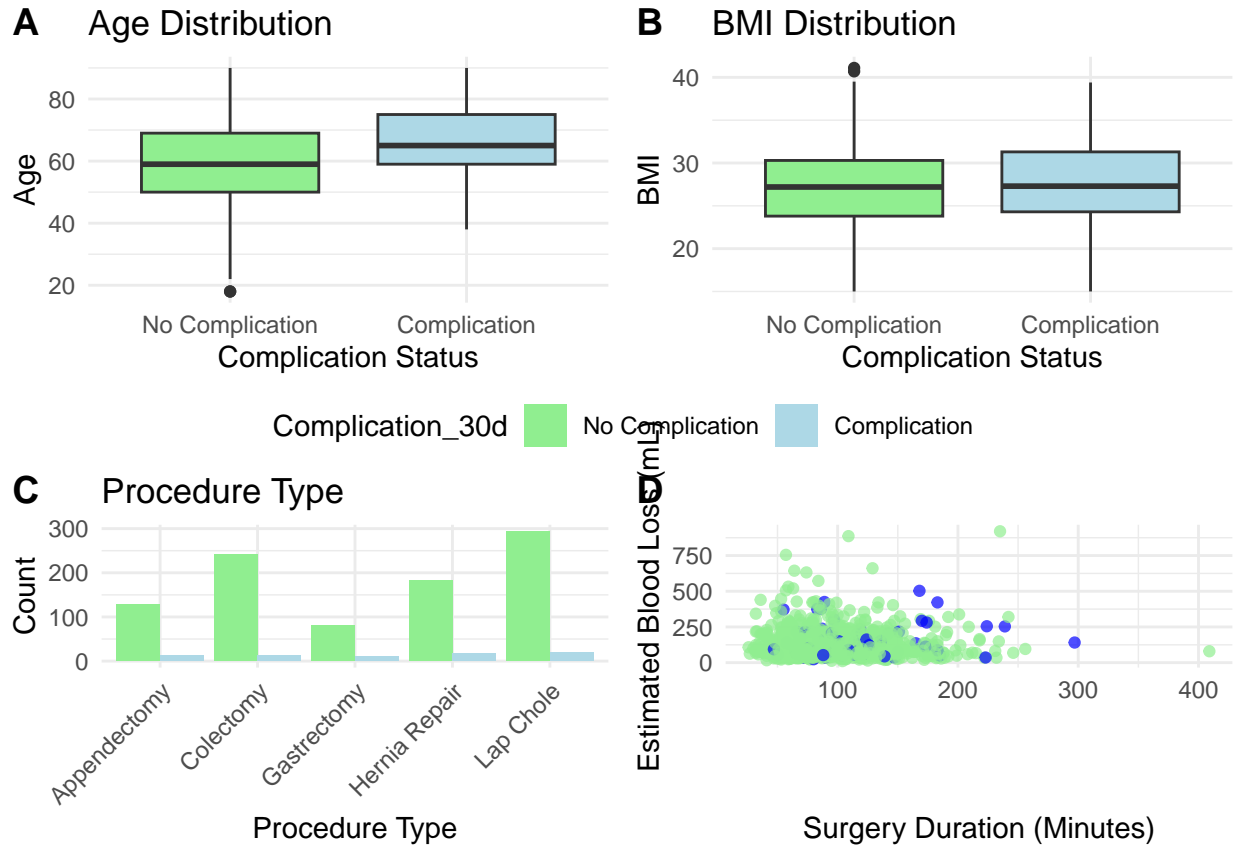 A Age Distribution
Age
80
60
40
20
No Complication Complication
Complication Status
B BMI Distribution
BMI
40
30
20
No Complication Complication
Complication Status
Complication_30d No Complication Complication
C Procedure Type
Count
300
200
100
0
Appendectomy
Colectomy
Gastrectomy
Hernia Repair
Lap Chole
Procedure Type
D
Estimated Blood Loss (mL)
750
500
250
0
100 200 300 400
Surgery Duration (Minutes)